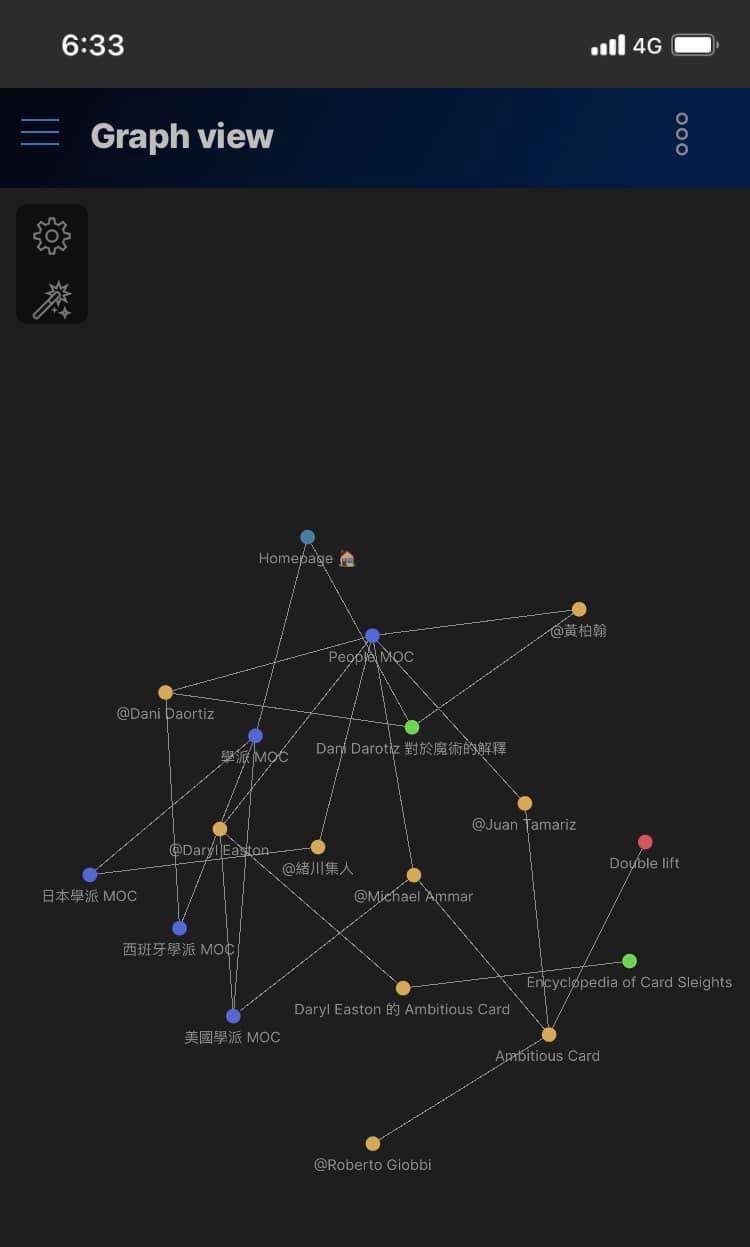 6:33
4G
Graph view
Homepage 🏠
@黃柏翰
People MOC
@Dani Daortiz
Dani Darotiz 對於魔術的解釋
學派 MOC
@Juan Tamariz
@Daryl Easton
Double lift
@緒川集人
日本學派 MOC
@Michael Ammar
西班牙學派 MOC
Encyclopedia of Card Sleights
Daryl Easton 的 Ambitious Card
美國學派 MOC
Ambitious Card
@Roberto Giobbi